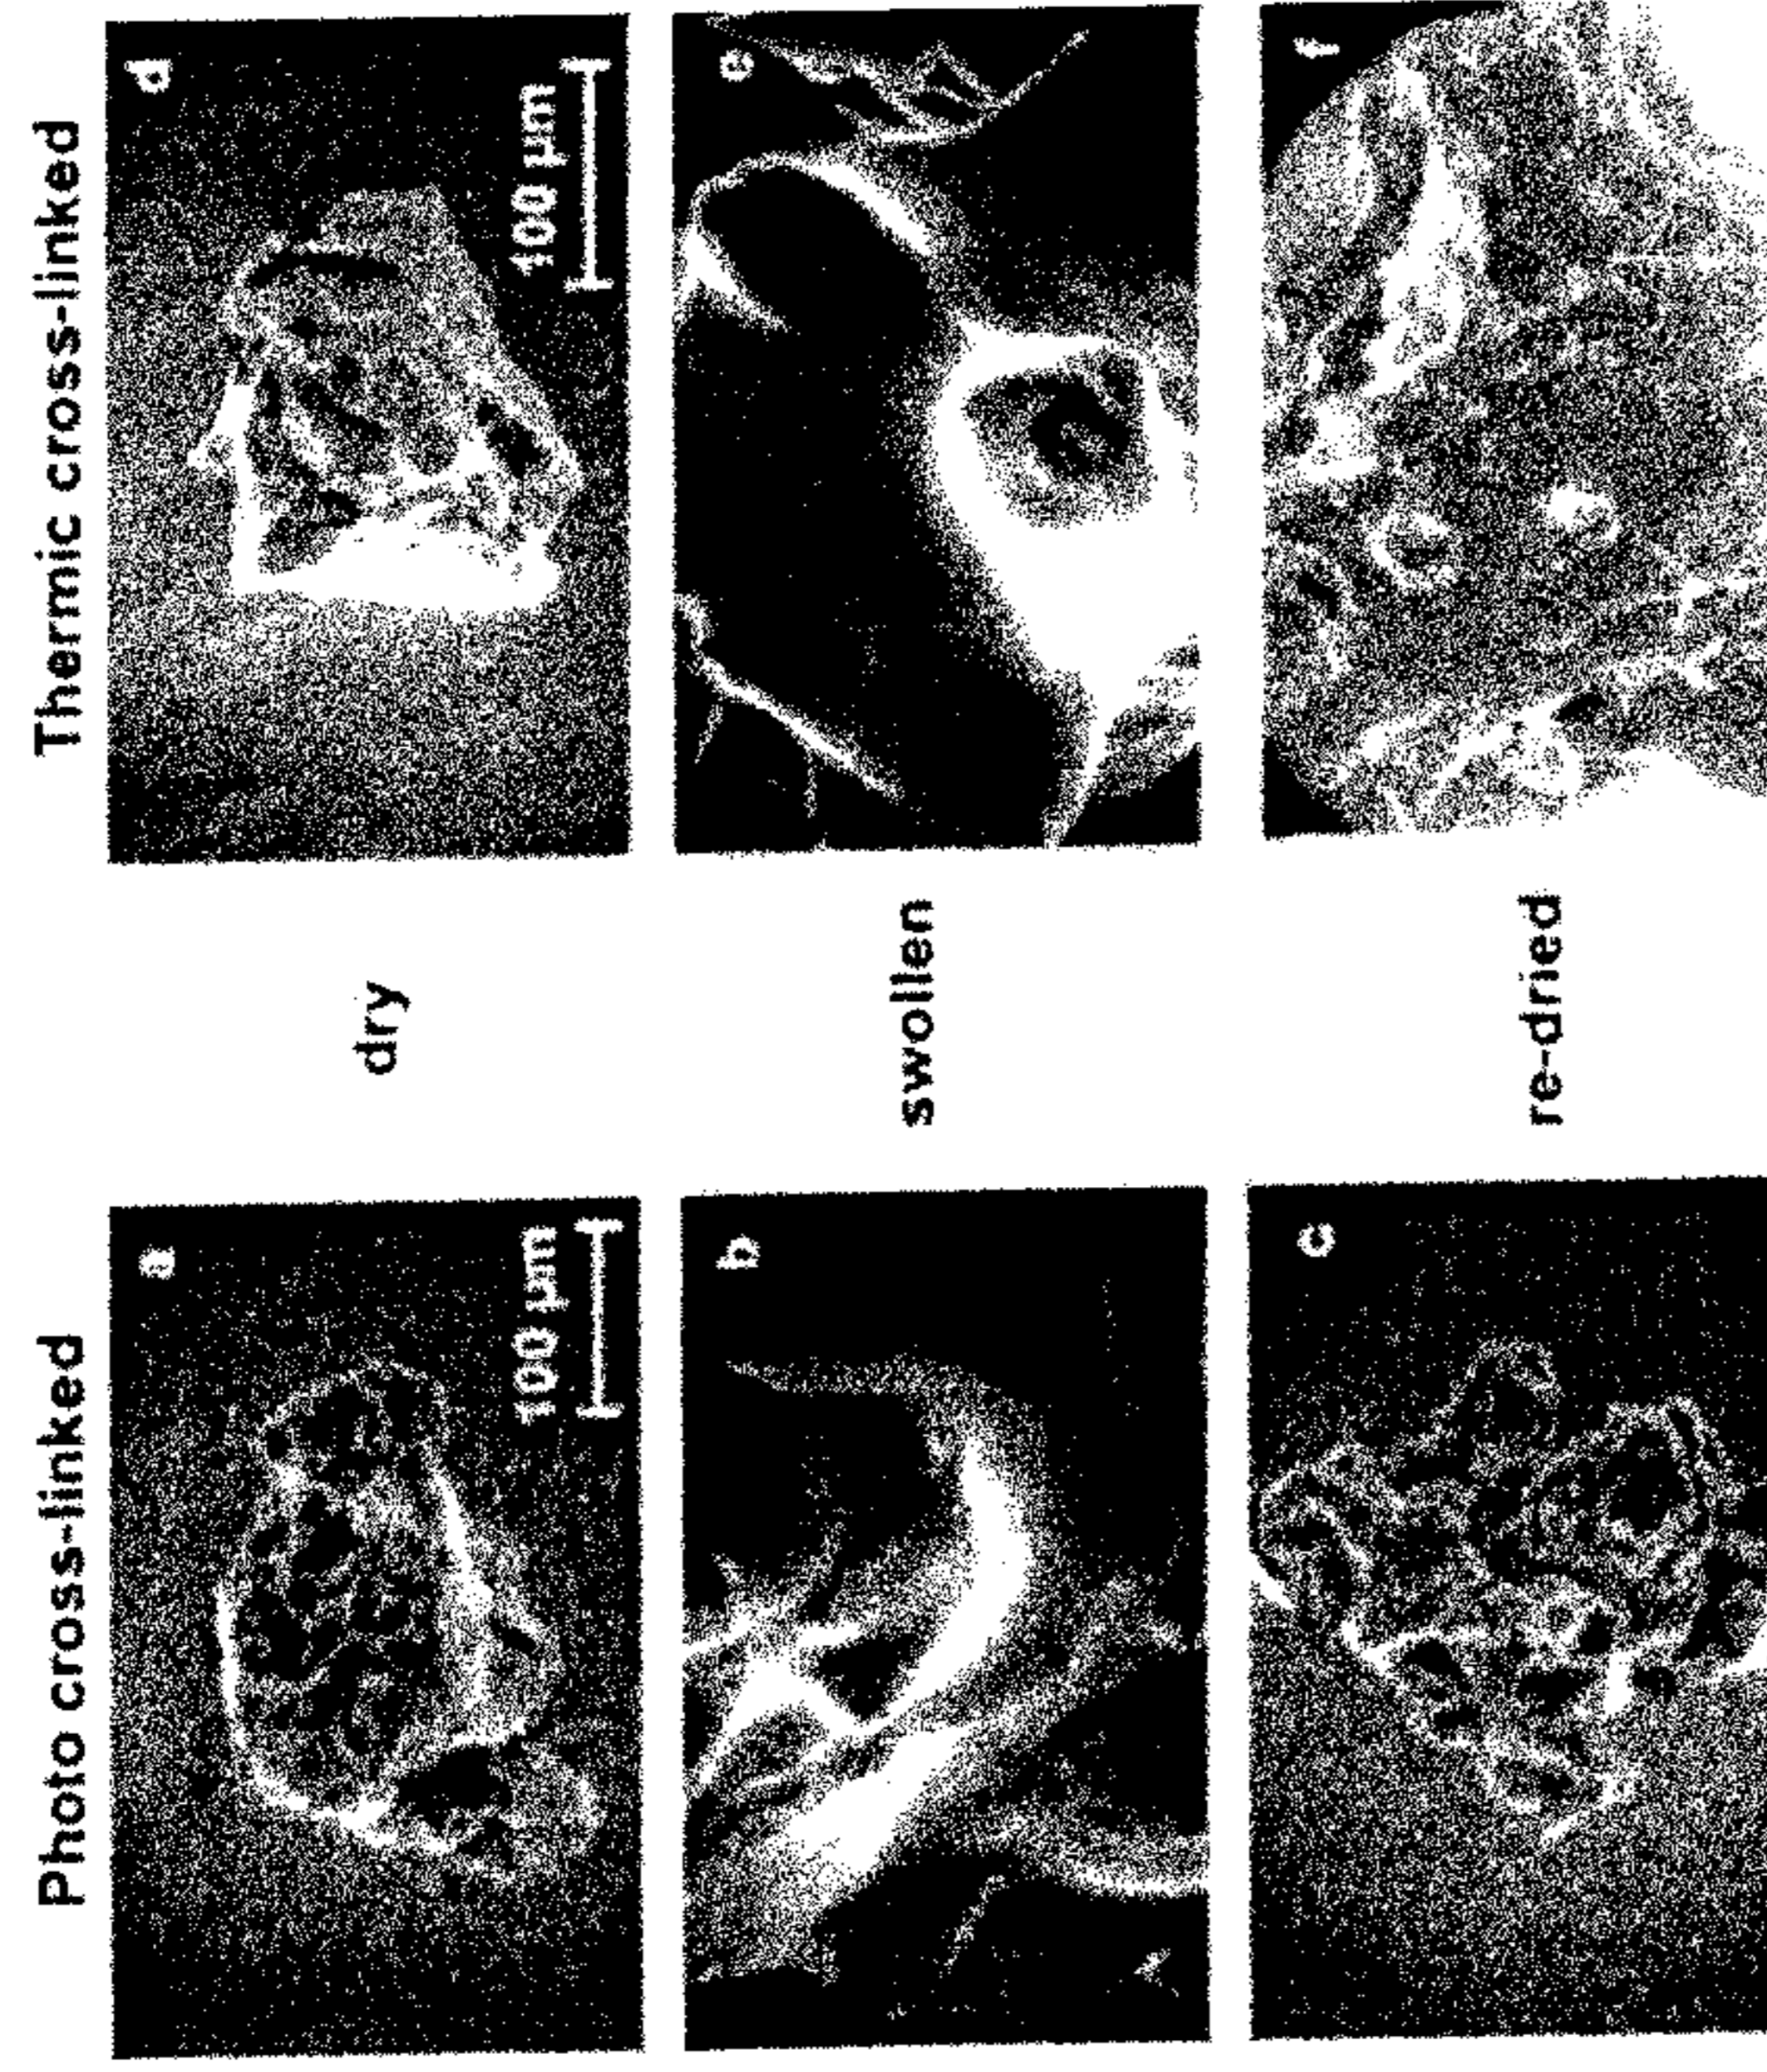 Photo cross-linked
Thermic cross-linked
a
100 µm
dry
d
100 µm
b
swollen
e
c
re-dried
f